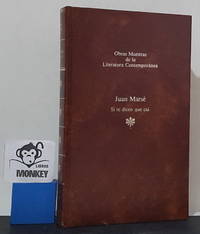 Obras Maestras
de la
Literatura Contemporánea
Juan Marsé
Si te dicen que caí
LIBROS
MONKEY